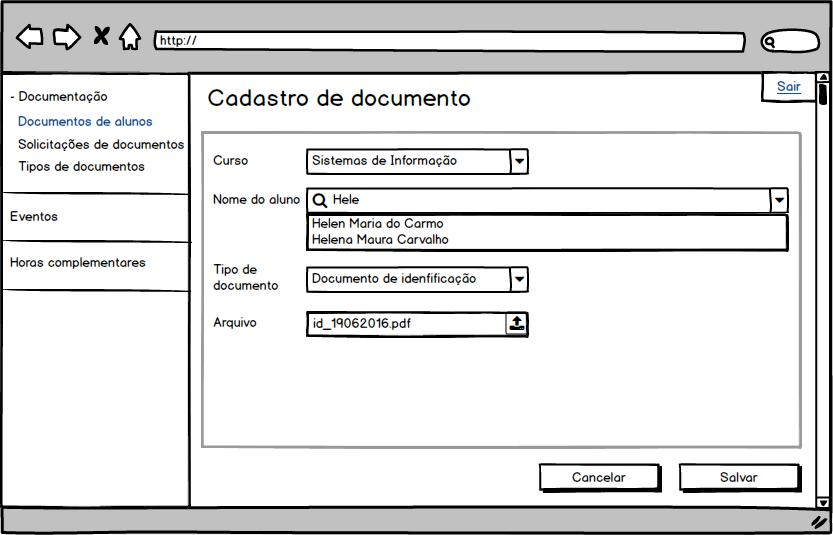 http://
Sair
- Documentação
Documentos de alunos
Solicitações de documentos
Tipos de documentos
Eventos
Horas complementares
Cadastro de documento
Curso
Sistemas de Informação
Nome do aluno
Hele
Helen Maria do Carmo
Helena Maura Carvalho
Tipo de
documento
Documento de idenfificação
Arquivo
id_19062016.pdf
Cancelar
Salvar